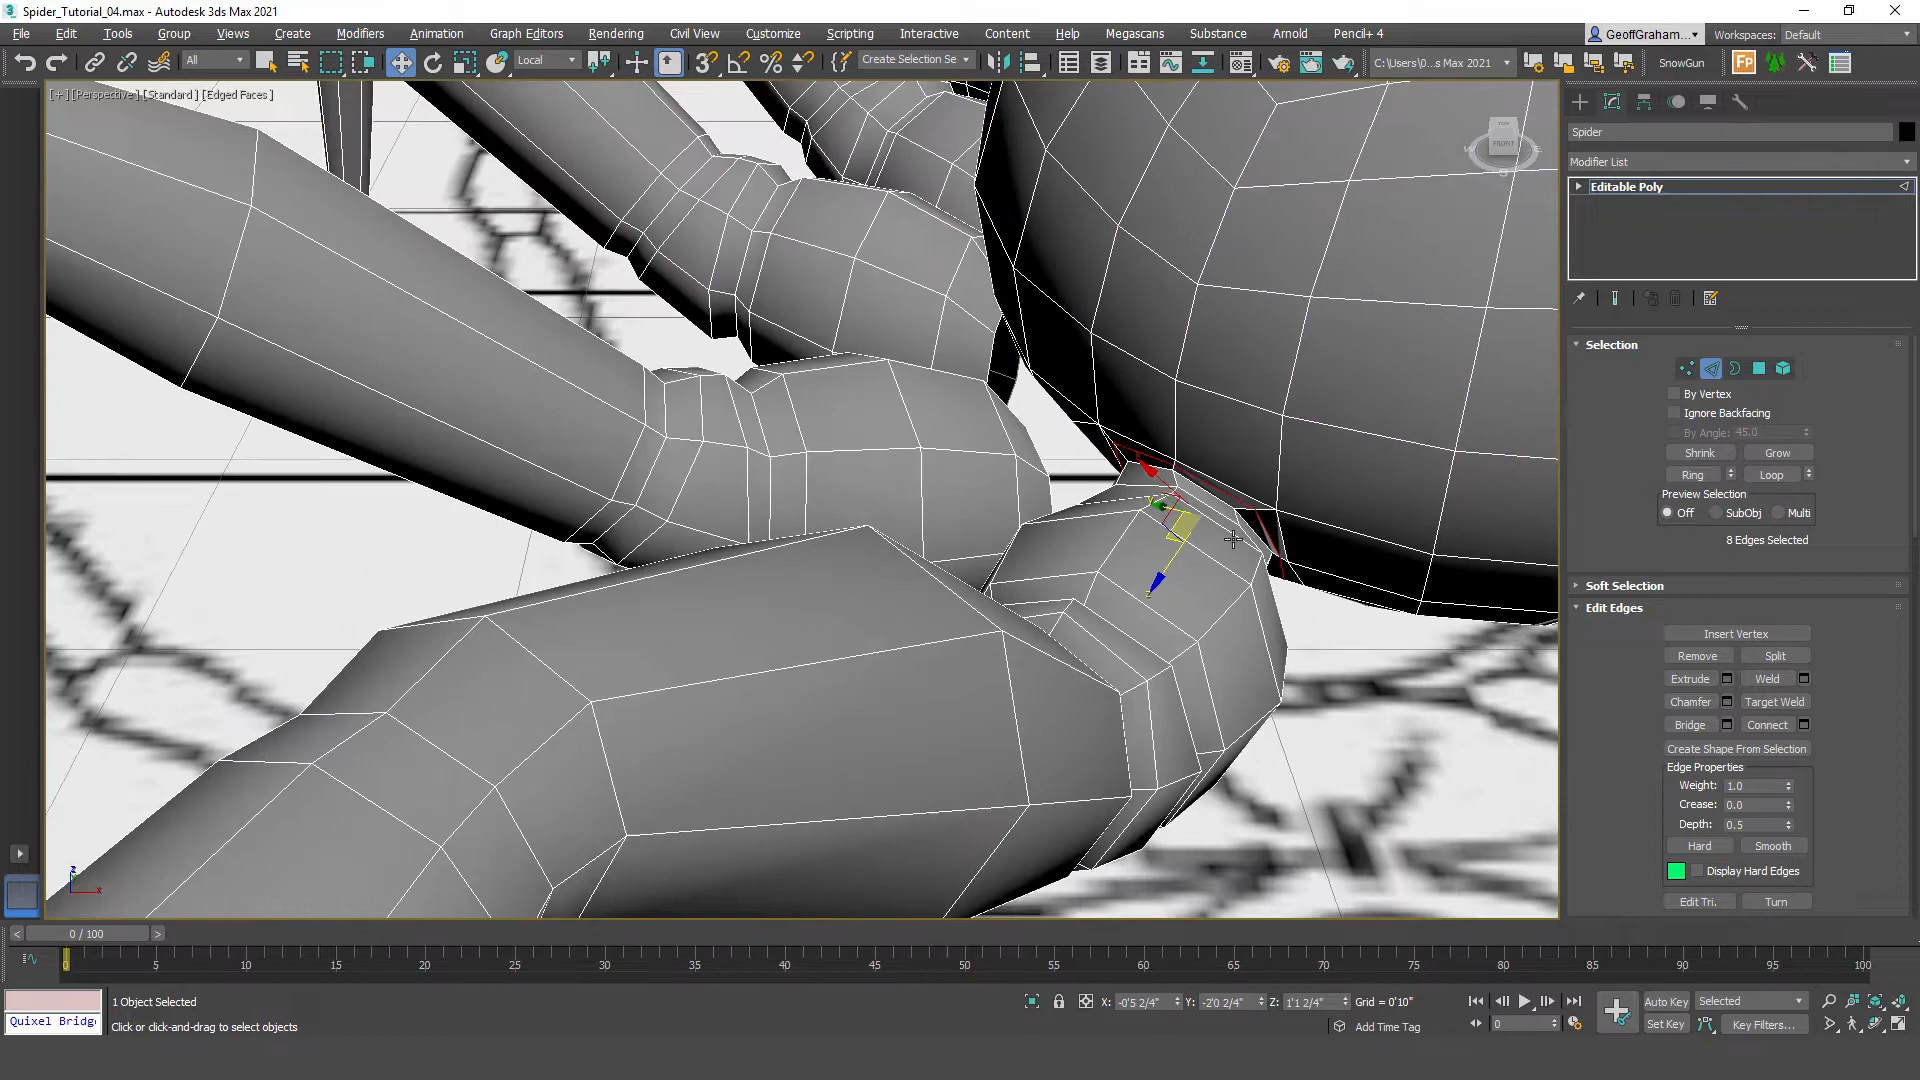 Spider_Tutorial_04.max - Autodesk 3ds Max 2021
File Edit Tools Group Views Create Modifiers Animation Graph Editors Rendering Civil View Customize Scripting Interactive Content Help Megascans Substance Arnold Pencil+ 4
GeoffGraham... Workspaces: Default
All Local Create Selection Se C:\Users\0...s Max 2021 SnowGun
[+] [Perspective] [Standard] [Edged Faces]
TOP
FRONT
W E
S
Spider
Modifier List
Editable Poly
Selection
By Vertex
Ignore Backfacing
By Angle: 45.0
Shrink Grow
Ring Loop
Preview Selection
Off SubObj Multi
8 Edges Selected
Soft Selection
Edit Edges
Insert Vertex
Remove Split
Extrude Weld
Chamfer Target Weld
Bridge Connect
Create Shape From Selection
Edge Properties
Weight: 1.0
Crease: 0.0
Depth: 0.5
Hard Smooth
Display Hard Edges
Edit Tri. Turn
y
z
z
x
< 0 / 100 >
0 5 10 15 20 25 30 35 40 45 50 55 60 65 70 75 80 85 90 95 100
1 Object Selected
X: -0'5 2/4" Y: -2'0 2/4" Z: 1'1 2/4" Grid = 0'10"
Auto Key Selected
Quixel Bridg
Click or click-and-drag to select objects
Add Time Tag
0
Set Key Key Filters...